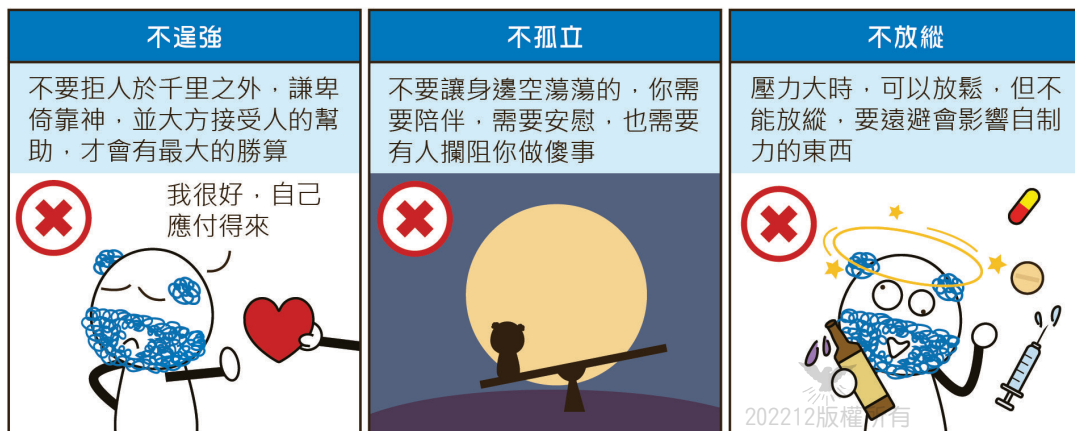 不逞強
不要拒人於千里之外，謙卑
倚靠神，並大方接受人的幫
助，才會有最大的勝算
我很好，自己
應付得來
不孤立
不要讓身邊空蕩蕩的，你需
要陪伴，需要安慰，也需要
有人攔阻你做傻事
不放縱
壓力大時，可以放鬆，但不
能放縱，要遠避會影響自制
力的東西
202212版權所有